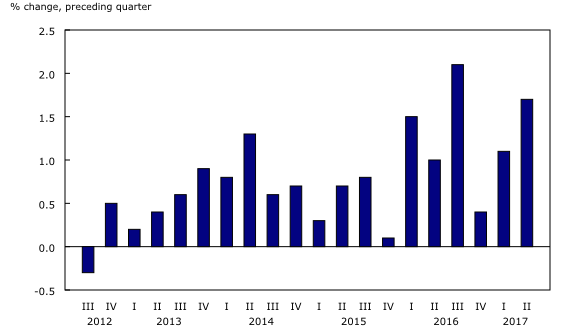 % change, preceding quarter
2.5
2.0
1.5
1.0
0.5
0.0
-0.5
III IV I II III IV I II III IV I II III IV I II III IV I II
2012 2013 2014 2015 2016 2017